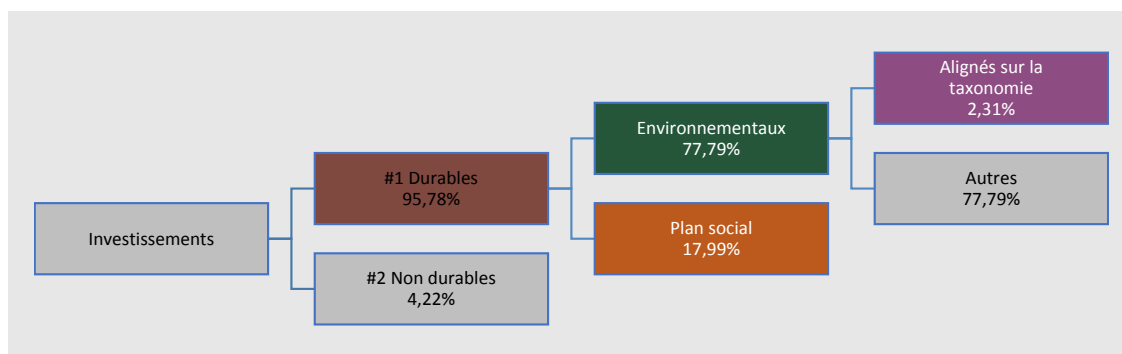 Investissements
#1 Durables
95,78%
#2 Non durables
4,22%
Environnementaux
77,79%
Plan social
17,99%
Alignés sur la
taxonomie
2,31%
Autres
77,79%